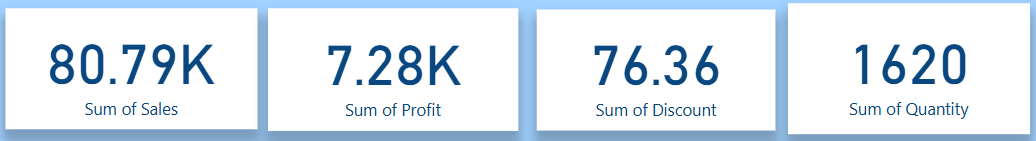 80.79K
Sum of Sales
7.28K
Sum of Profit
76.36
Sum of Discount
1620
Sum of Quantity